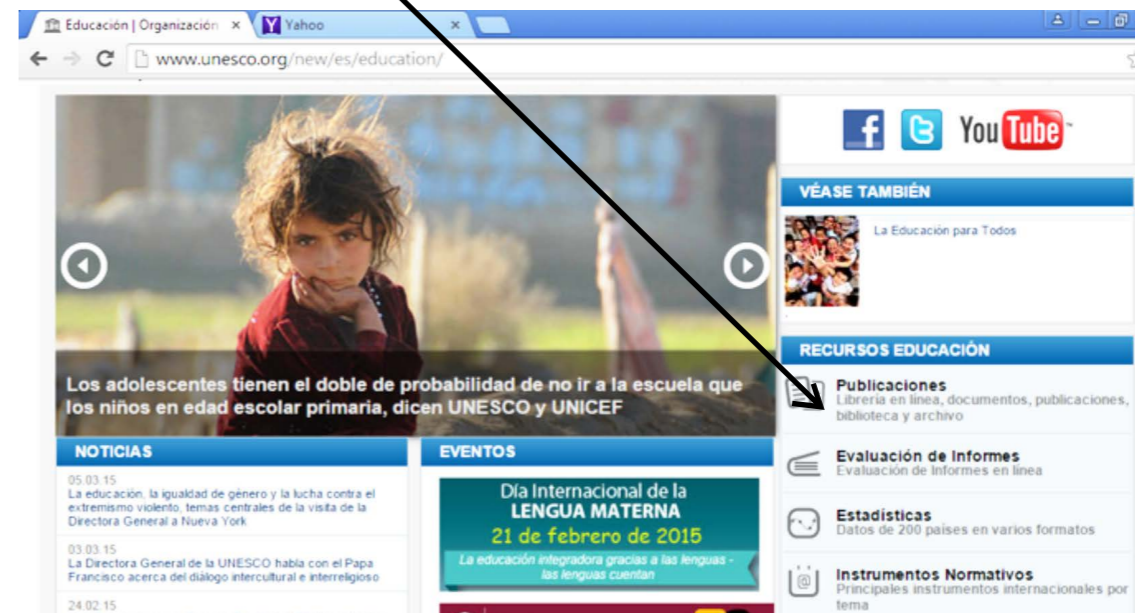 Educación | Organización
Yahoo
www.unesco.org/new/es/education/
Los adolescentes tienen el doble de probabilidad de no ir a la escuela que
los niños en edad escolar primaria, dicen UNESCO y UNICEF
NOTICIAS
05.03.15
La educación, la igualdad de género y la lucha contra el
extremismo violento, temas centrales de la visita de la
Directora General a Nueva York
03.03.15
La Directora General de la UNESCO habla con el Papa
Francisco acerca del diálogo intercultural e interreligioso
24.02.15
EVENTOS
Día Internacional de la
LENGUA MATERNA
21 de febrero de 2015
La educación integradora gracias a las lenguas -
las lenguas cuentan
You Tube
VÉASE TAMBIÉN
La Educación para Todos
RECURSOS EDUCACIÓN
Publicaciones
Librería en línea, documentos, publicaciones,
biblioteca y archivo
Evaluación de Informes
Evaluación de Informes en línea
Estadísticas
Datos de 200 países en varios formatos
Instrumentos Normativos
Principales instrumentos internacionales por
tema